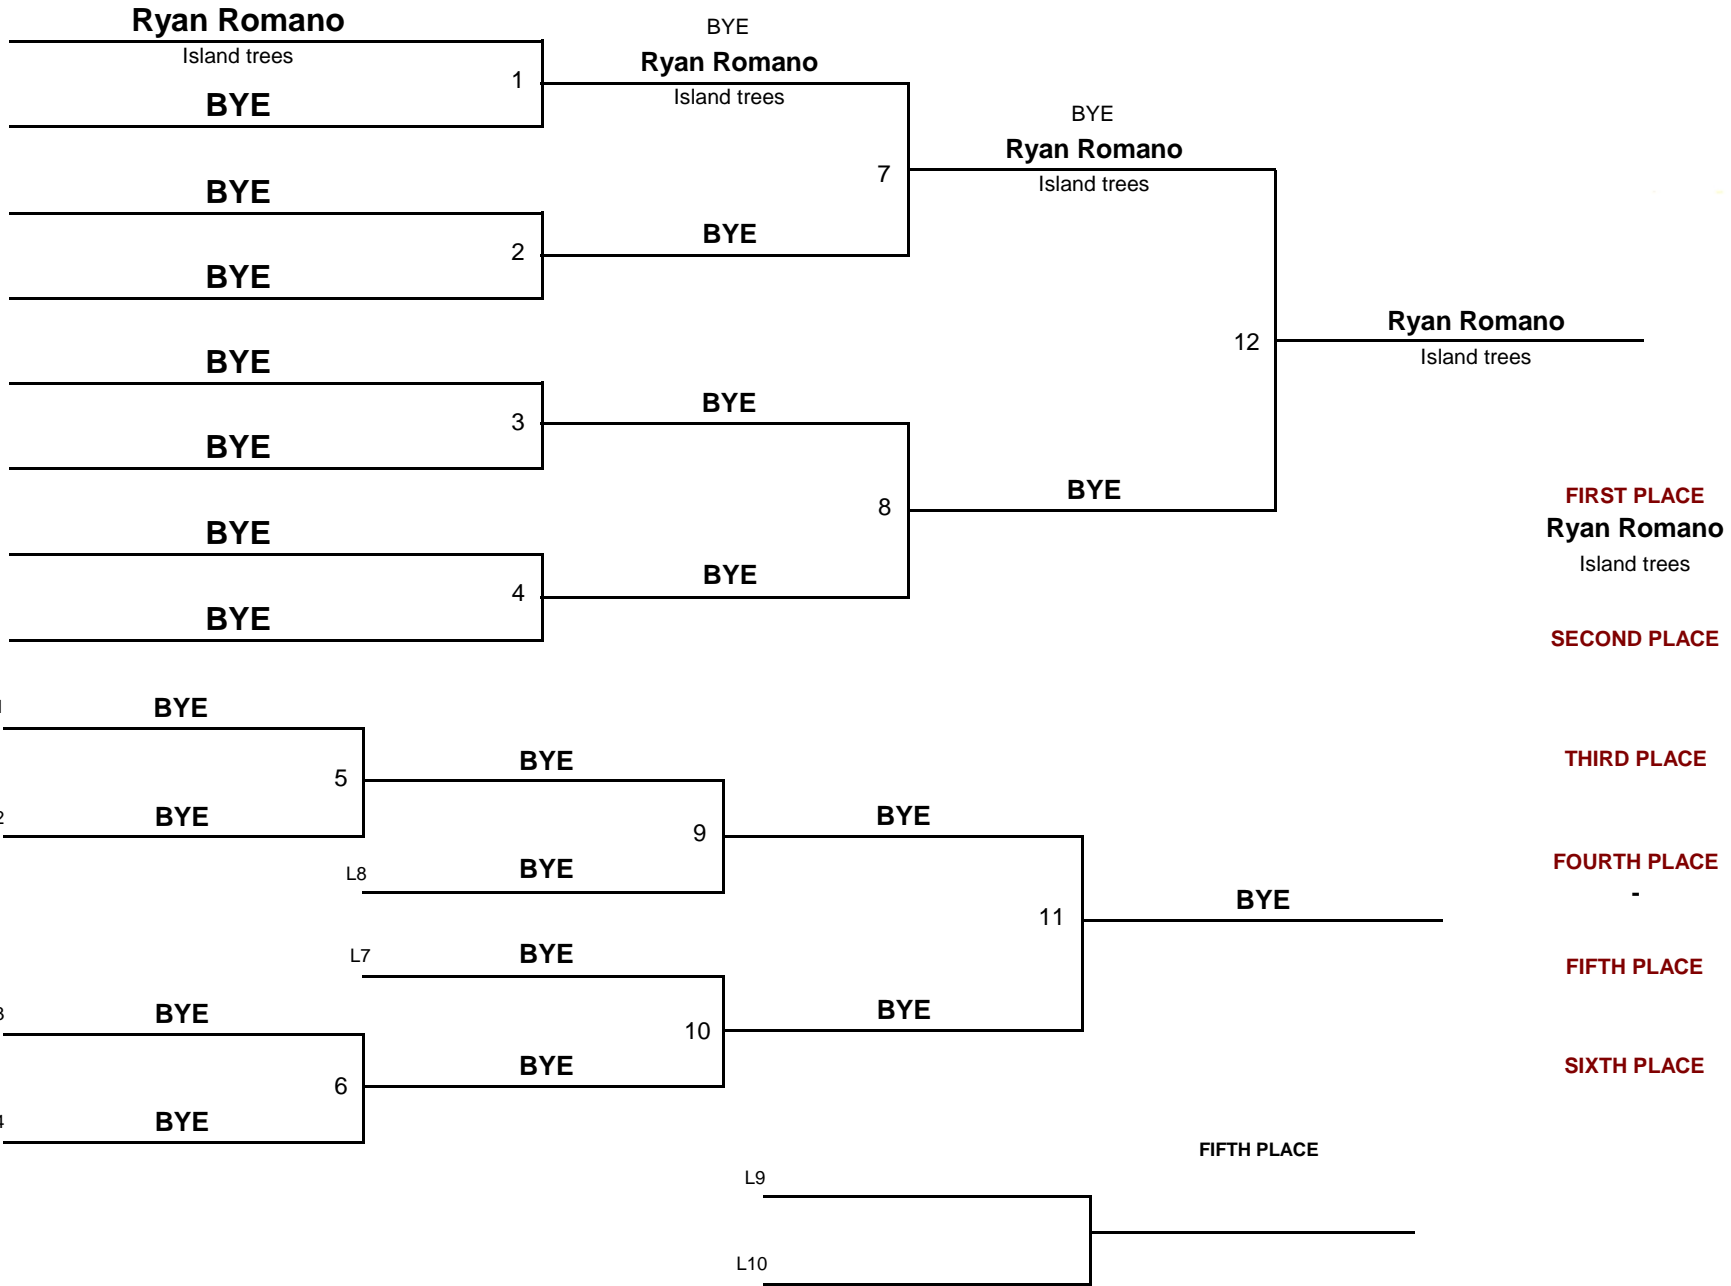 Ryan Romano
Island trees
BYE
1
BYE
Ryan Romano
Island trees
BYE
BYE
2
BYE
7
BYE
Ryan Romano
Island trees
BYE
BYE
3
BYE
BYE
BYE
4
BYE
8
BYE
12
Ryan Romano
Island trees
FIRST PLACE
Ryan Romano
Island trees
SECOND PLACE
THIRD PLACE
FOURTH PLACE
-
FIFTH PLACE
SIXTH PLACE
BYE
5
BYE
BYE
9
L8
BYE
BYE
L7
BYE
10
BYE
11
BYE
BYE
6
BYE
BYE
FIFTH PLACE
L9
L10